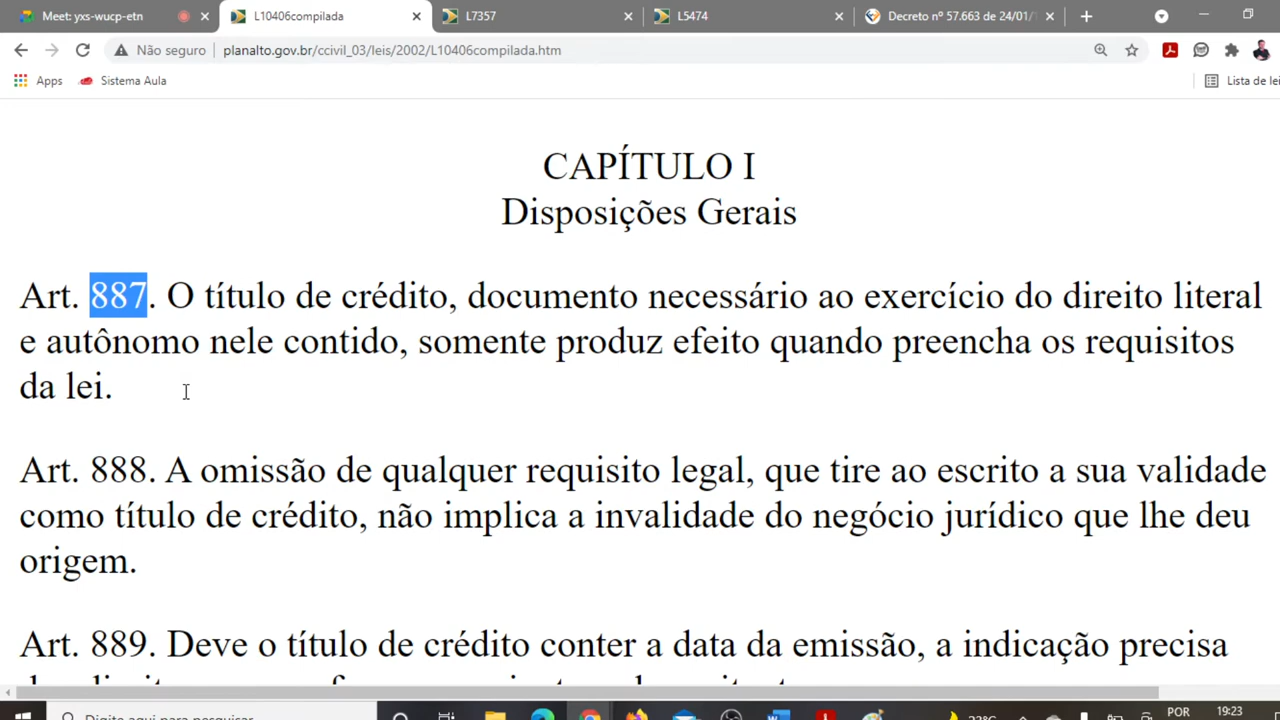 Meet: yxs-wucp-etn
L10406compilada
L7357
L5474
Decreto nº 57.663 de 24/01/
Não seguro
planalto.gov.br/ccivil_03/leis/2002/L10406compilada.htm
Apps
Sistema Aula
Lista de lei
CAPÍTULO I
Disposições Gerais
Art. 887. O título de crédito, documento necessário ao exercício do direito literal
e autônomo nele contido, somente produz efeito quando preencha os requisitos
da lei.
Art. 888. A omissão de qualquer requisito legal, que tire ao escrito a sua validade
como título de crédito, não implica a invalidade do negócio jurídico que lhe deu
origem.
Art. 889. Deve o título de crédito conter a data da emissão, a indicação precisa
Digite aqui para pesquisar
POR
19:23